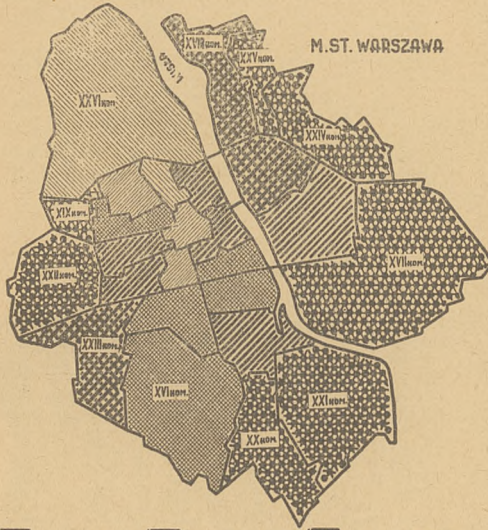 M.ST. WARSZAWA
XVIII KOM.
XXV KOM.
WISŁA
XXVI KOM.
XXIV KOM.
XIX KOM.
XVII KOM.
XXII KOM.
XXIII KOM.
XVI KOM.
XXI KOM.
XX KOM.